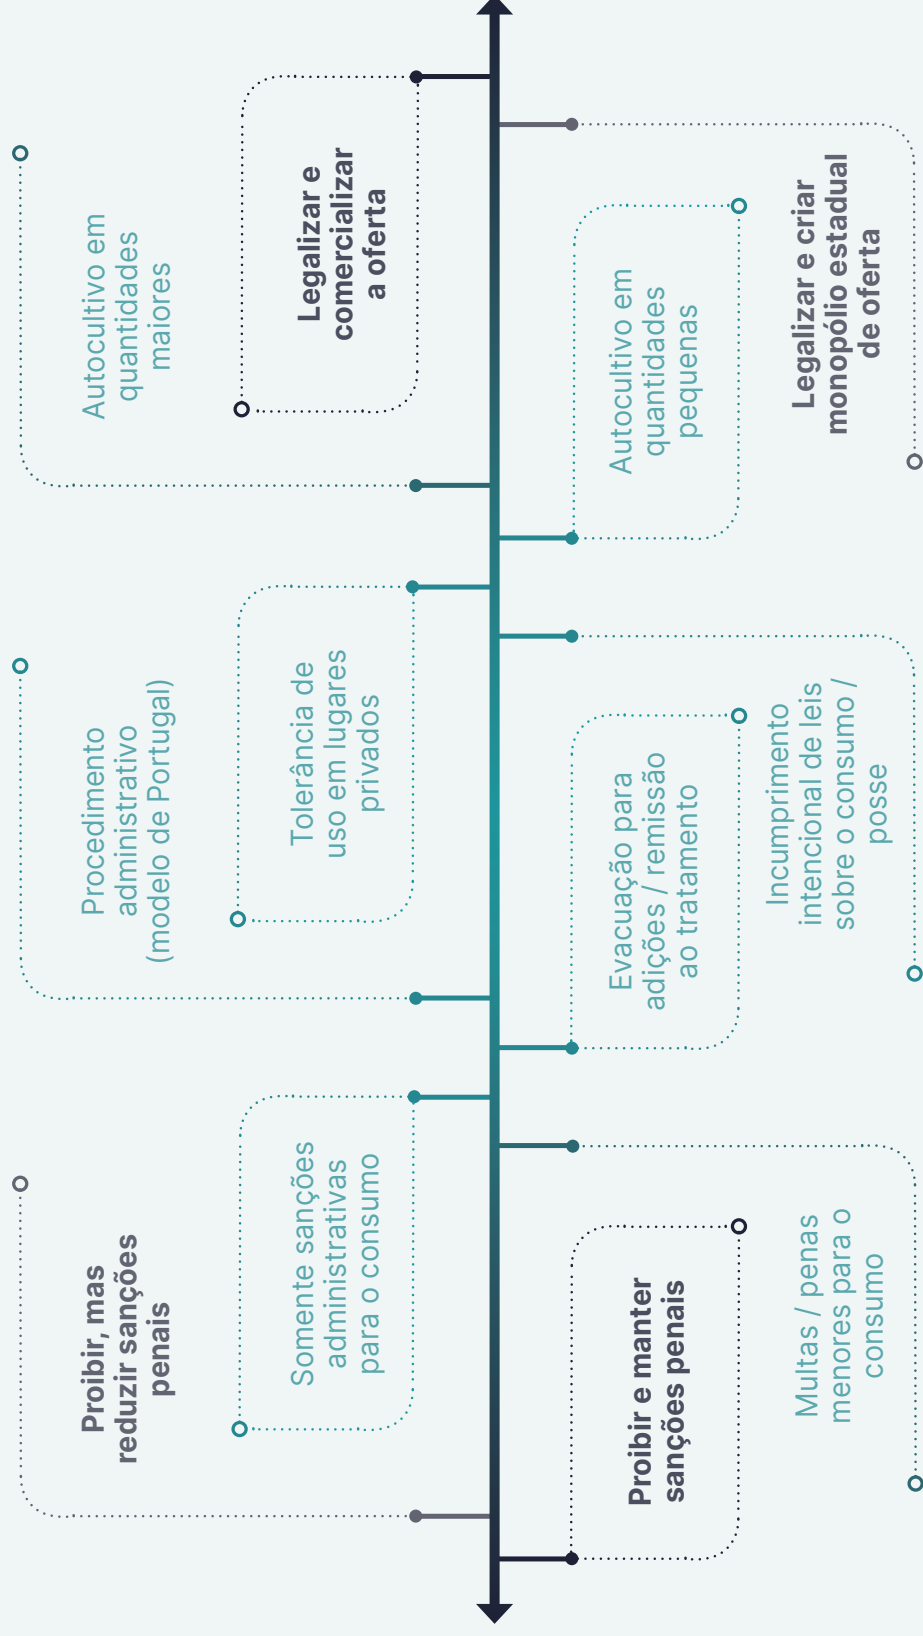 Proibir e manter
sanções penais
Proibir, mas
reduzir sanções
penais
Multas / penas
menores para o
consumo
Somente sanções
administrativas
para o consumo
Evacuação para
adições / remissão
ao tratamento
Procedimento
administrativo
(modelo de Portugal)
Incumprimento
intencional de leis
sobre o consumo /
posse
Tolerância de
uso em lugares
privados
Autocultivo em
quantidades
pequenas
Autocultivo em
quantidades
maiores
Legalizar e criar
monopólio estadual
de oferta
Legalizar e
comercializar
a oferta